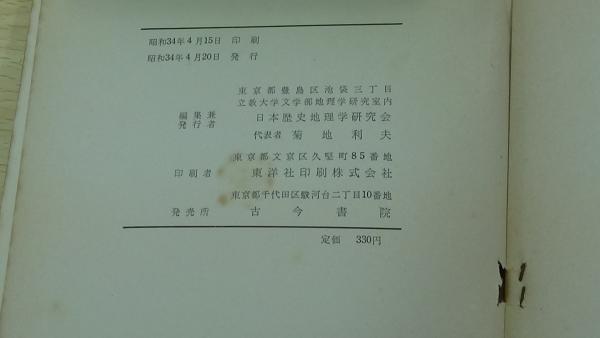 昭和34年4月15日 印刷
昭和34年4月20日 発行
東京都豊島区池袋三丁目
立教大学文学部地理学研究室内
編集兼
発行者 日本歴史地理学研究会
代表者 菊地利夫
東京都文京区久堅町85番地
印刷者 東洋社印刷株式会社
東京都千代田区駿河台二丁目10番地
発売所 古今書院
定価 330円